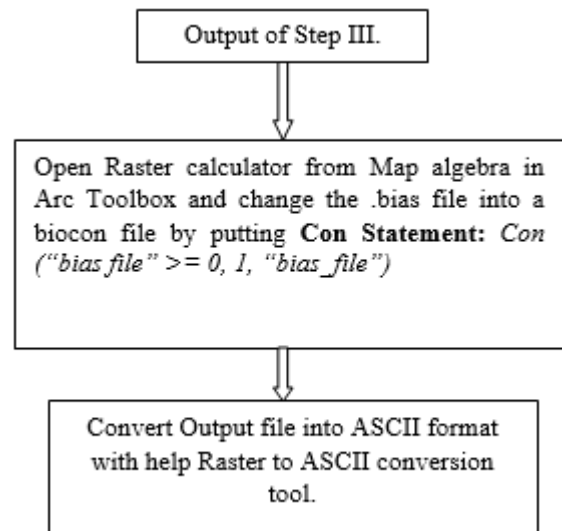 Output of Step III.
Open Raster calculator from Map algebra in
Arc Toolbox and change the .bias file into a
biocon file by putting Con Statement: Con
(“bias file” >= 0, 1, “bias_file”)
Convert Output file into ASCII format
with help Raster to ASCII conversion
tool.